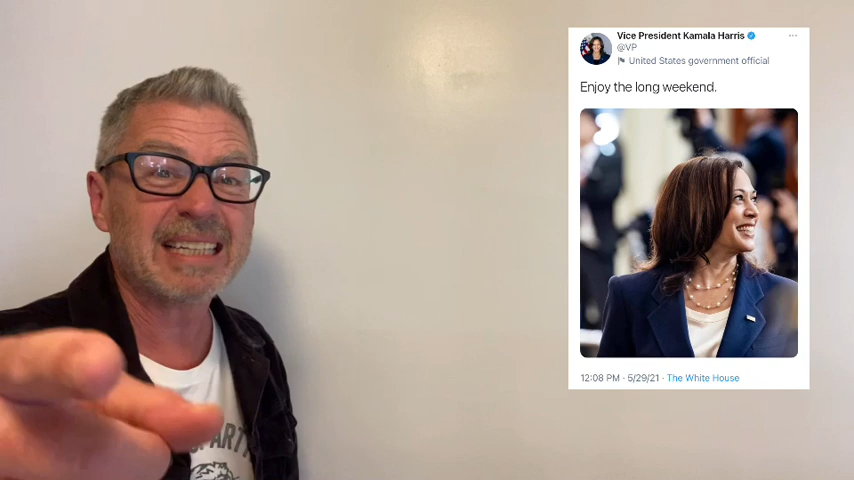 Vice President Kamala Harris
@VP
United States government official
Enjoy the long weekend.
12:08 PM · 5/29/21 · The White House